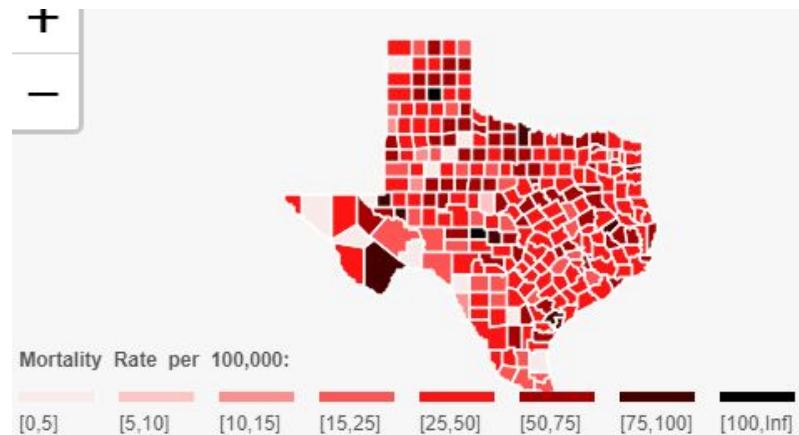 +
−
Mortality Rate per 100,000:
[0,5] [5,10] [10,15] [15,25] [25,50] [50,75] [75,100] [100,Inf]